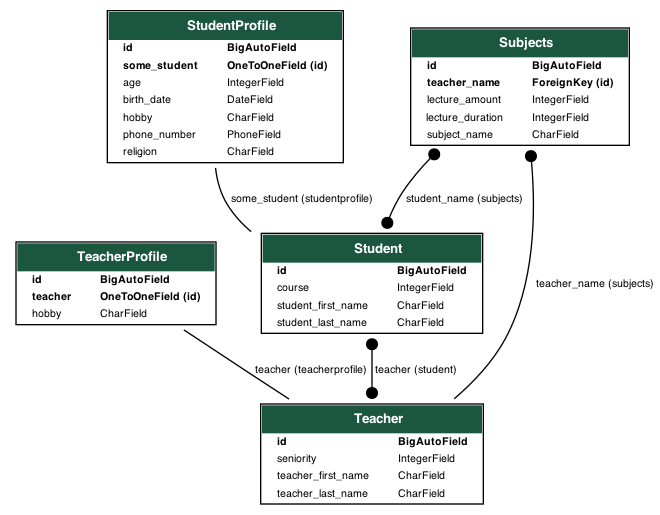 StudentProfile
id BigAutoField
some_student OneToOneField (id)
age IntegerField
birth_date DateField
hobby CharField
phone_number PhoneField
religion CharField
Subjects
id BigAutoField
teacher_name ForeignKey (id)
lecture_amount IntegerField
lecture_duration IntegerField
subject_name CharField
some_student (studentprofile)
student_name (subjects)
TeacherProfile
id BigAutoField
teacher OneToOneField (id)
hobby CharField
Student
id BigAutoField
course IntegerField
student_first_name CharField
student_last_name CharField
teacher_name (subjects)
teacher (teacherprofile)
teacher (student)
Teacher
id BigAutoField
seniority IntegerField
teacher_first_name CharField
teacher_last_name CharField